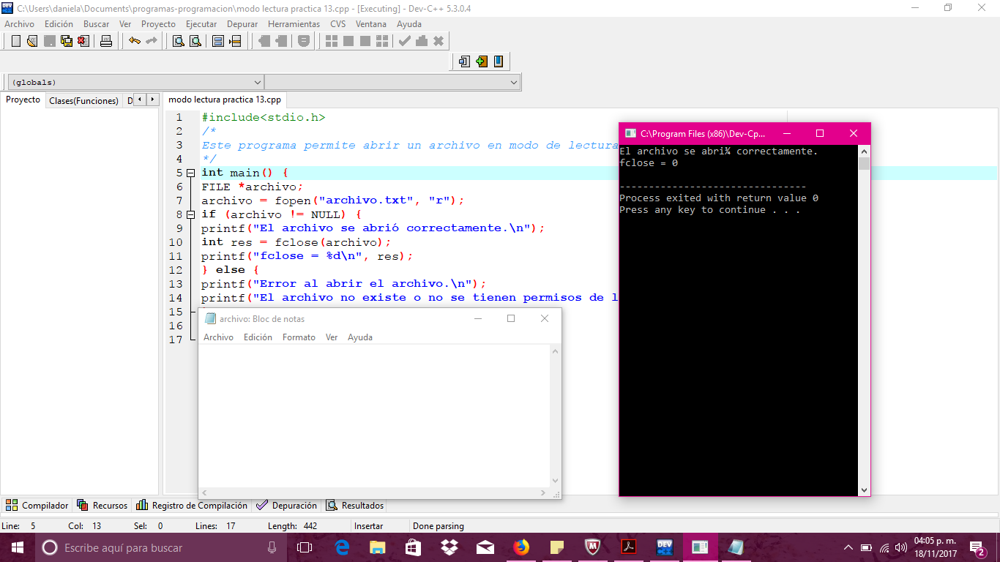 C:\Users\daniela\Documents\programas-programacion\modo lectura practica 13.cpp - [Executing] - Dev-C++ 5.3.0.4
Archivo Edición Buscar Ver Proyecto Ejecutar Depurar Herramientas CVS Ventana Ayuda
(globals)
Proyecto Clases(Funciones) D
modo lectura practica 13.cpp
1 #include<stdio.h>
2 /*
3 Este programa permite abrir un archivo en modo de lectura
4 */
5 int main() {
6 FILE *archivo;
7 archivo = fopen("archivo.txt", "r");
8 if (archivo != NULL) {
9 printf("El archivo se abrió correctamente.\n");
10 int res = fclose(archivo);
11 printf("fclose = %d\n", res);
12 } else {
13 printf("Error al abrir el archivo.\n");
14 printf("El archivo no existe o no se tienen permisos de l
15
16
17
C:\Program Files (x86)\Dev-Cp...
El archivo se abri¾ correctamente.
fclose = 0
--------------------------------
Process exited with return value 0
Press any key to continue . . .
archivo: Bloc de notas
Archivo Edición Formato Ver Ayuda
Compilador Recursos Registro de Compilación Depuración Resultados
Line: 5 Col: 13 Sel: 0 Lines: 17 Length: 442 Insertar Done parsing
Escribe aquí para buscar
DEV
04:05 p. m.
18/11/2017
2